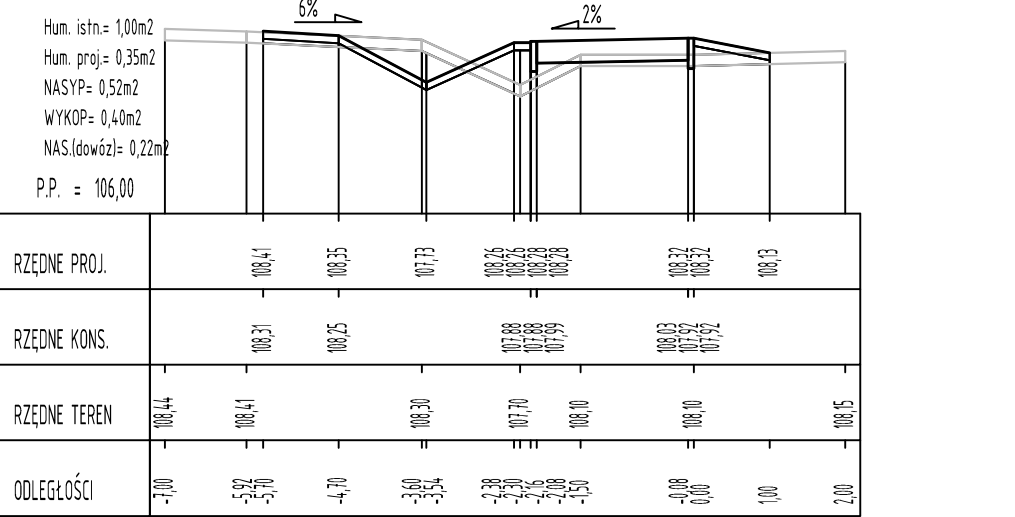 6%
2%
Hum. istn.= 1,00m2
Hum. proj.= 0,35m2
NASYP= 0,52m2
WYKOP= 0,40m2
NAS.(dowóz)= 0,22m2
P.P. = 106,00
RZĘDNE PROJ. 108,41 108,35 107,73 108,26 108,26 108,28 108,28 108,32 108,32 108,13
RZĘDNE KONS. 108,31 108,25 107,88 107,88 107,99 108,03 107,92 107,92
RZĘDNE TEREN 108,44 108,41 108,30 107,70 108,10 108,10 108,15
ODLEGŁOŚCI -7,00 -5,92 -5,70 -4,70 -3,60 -3,54 -2,38 -2,30 -2,16 -2,08 -1,50 -0,08 0,00 1,00 2,00